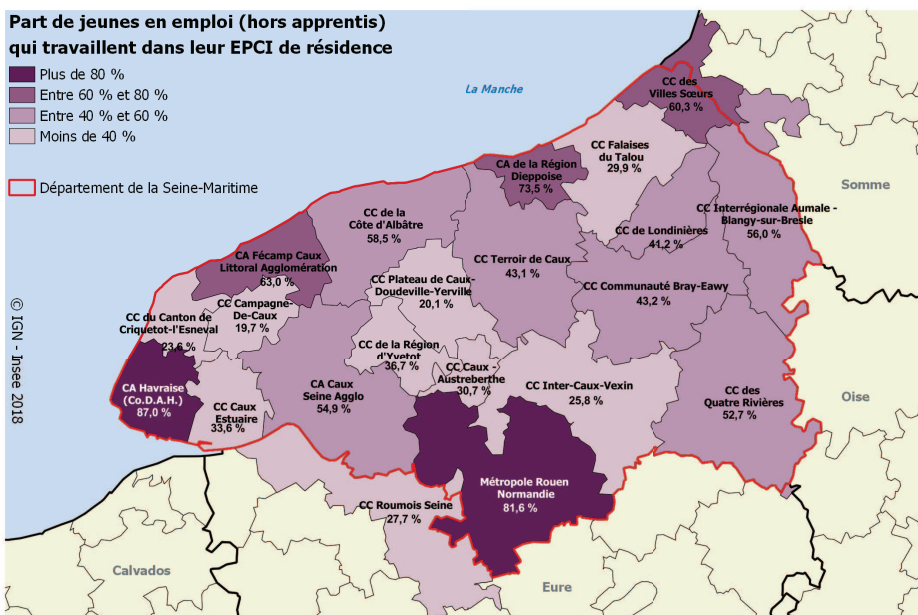 Part de jeunes en emploi (hors apprentis)
qui travaillent dans leur EPCI de résidence
Plus de 80 %
Entre 60 % et 80 %
Entre 40 % et 60 %
Moins de 40 %
Département de la Seine-Maritime
La Manche
CC des
Villes Sœurs
60,3 %
CC Falaises
du Talou
29,9 %
CA de la Région
Dieppoise
73,5 %
Somme
CC de la
Côte d'Albâtre
58,5 %
CC Interrégionale Aumale -
Blangy-sur-Bresle
56,0 %
CC de Londinières
41,2 %
CA Fécamp Caux
Littoral Agglomération
63,0 %
CC Terroir de Caux
43,1 %
CC Plateau de Caux-
Doudeville-Yerville
20,1 %
CC Communauté Bray-Eawy
43,2 %
CC Campagne-
De-Caux
19,7 %
CC du Canton de
Criquetot-l'Esneval
23,6 %
CC de la Région
d'Yvetot
36,7 %
CC Caux -
Austreberthe
30,7 %
CA Havraise
(Co.D.A.H.)
87,0 %
CA Caux
Seine Agglo
54,9 %
CC Inter-Caux-Vexin
25,8 %
CC des
Quatre Rivières
52,7 %
Oise
CC Caux
Estuaire
33,6 %
Métropole Rouen
Normandie
81,6 %
CC Roumois Seine
27,7 %
Calvados
Eure
© IGN - Insee 2018